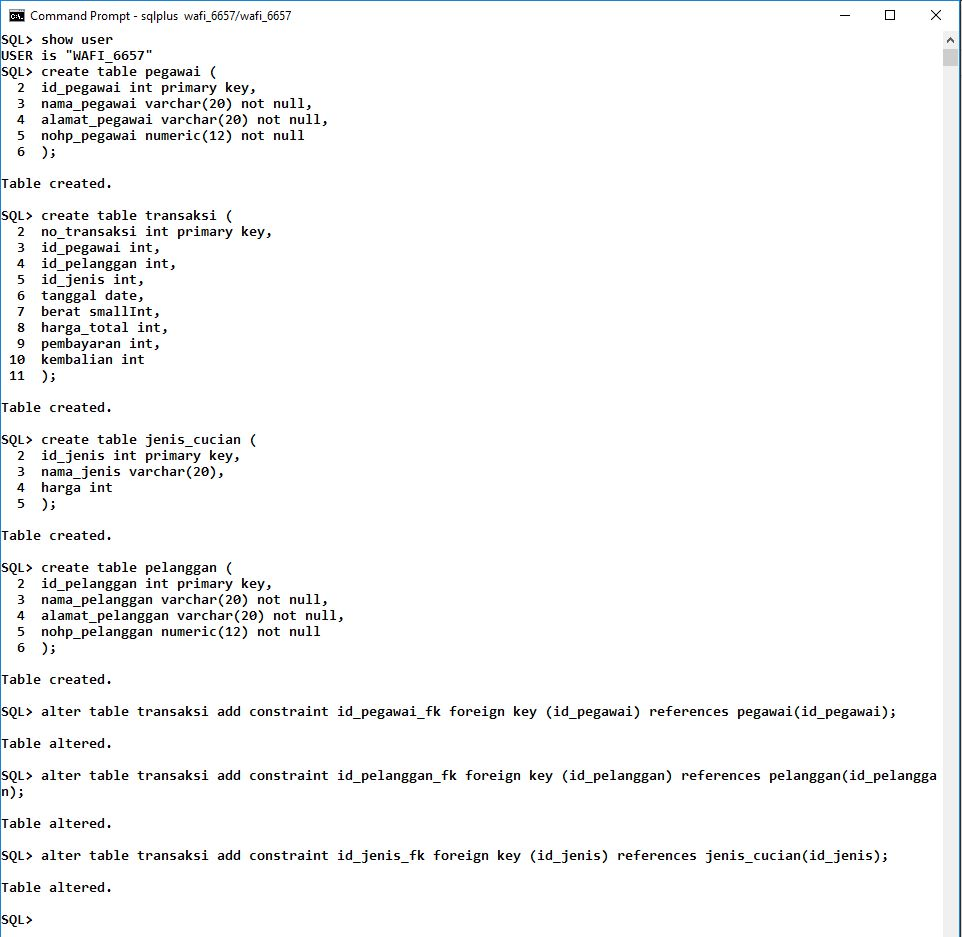 Command Prompt - sqlplus  wafi_6657/wafi_6657
SQL> show user
USER is "WAFI_6657"
SQL> create table pegawai (
  2  id_pegawai int primary key,
  3  nama_pegawai varchar(20) not null,
  4  alamat_pegawai varchar(20) not null,
  5  nohp_pegawai numeric(12) not null
  6  );
Table created.
SQL> create table transaksi (
  2  no_transaksi int primary key,
  3  id_pegawai int,
  4  id_pelanggan int,
  5  id_jenis int,
  6  tanggal date,
  7  berat smallInt,
  8  harga_total int,
  9  pembayaran int,
 10  kembalian int
 11  );
Table created.
SQL> create table jenis_cucian (
  2  id_jenis int primary key,
  3  nama_jenis varchar(20),
  4  harga int
  5  );
Table created.
SQL> create table pelanggan (
  2  id_pelanggan int primary key,
  3  nama_pelanggan varchar(20) not null,
  4  alamat_pelanggan varchar(20) not null,
  5  nohp_pelanggan numeric(12) not null
  6  );
Table created.
SQL> alter table transaksi add constraint id_pegawai_fk foreign key (id_pegawai) references pegawai(id_pegawai);
Table altered.
SQL> alter table transaksi add constraint id_pelanggan_fk foreign key (id_pelanggan) references pelanggan(id_pelangga
n);
Table altered.
SQL> alter table transaksi add constraint id_jenis_fk foreign key (id_jenis) references jenis_cucian(id_jenis);
Table altered.
SQL>